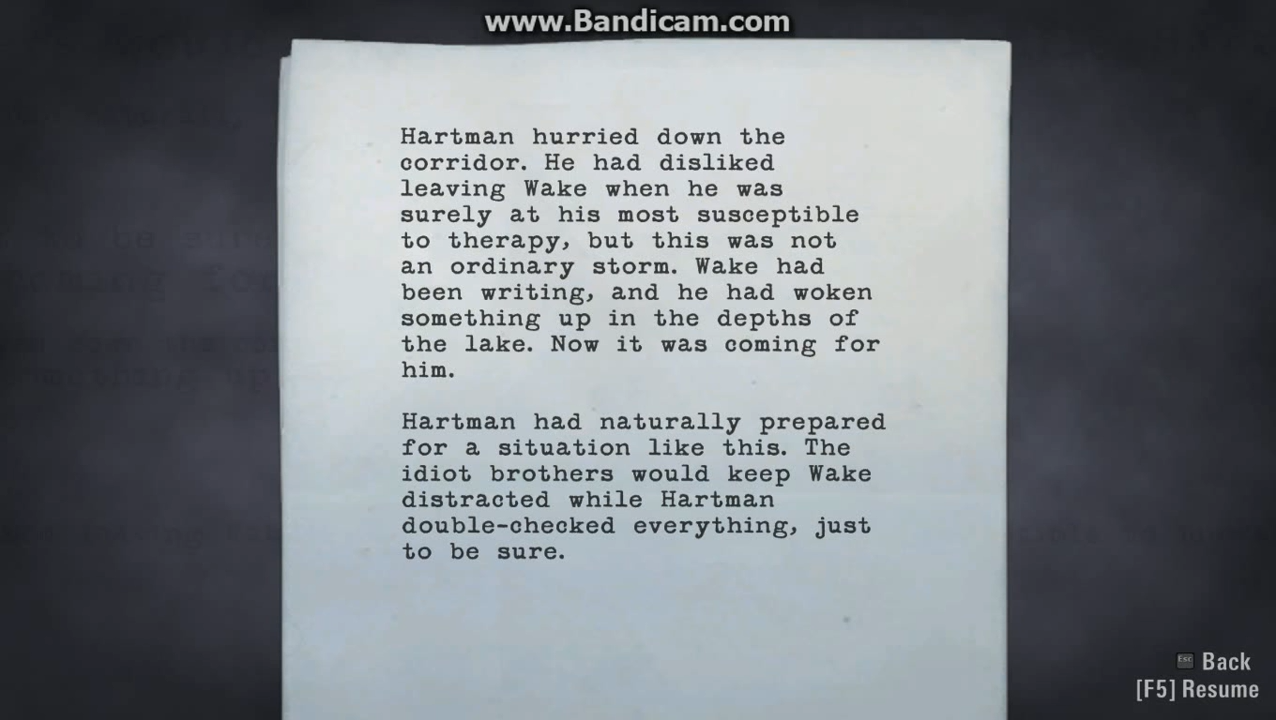 www.Bandicam.com
Hartman hurried down the
corridor. He had disliked
leaving Wake when he was
surely at his most susceptible
to therapy, but this was not
an ordinary storm. Wake had
been writing, and he had woken
something up in the depths of
the lake. Now it was coming for
him.
Hartman had naturally prepared
for a situation like this. The
idiot brothers would keep Wake
distracted while Hartman
double-checked everything, just
to be sure.
Esc Back
[F5] Resume